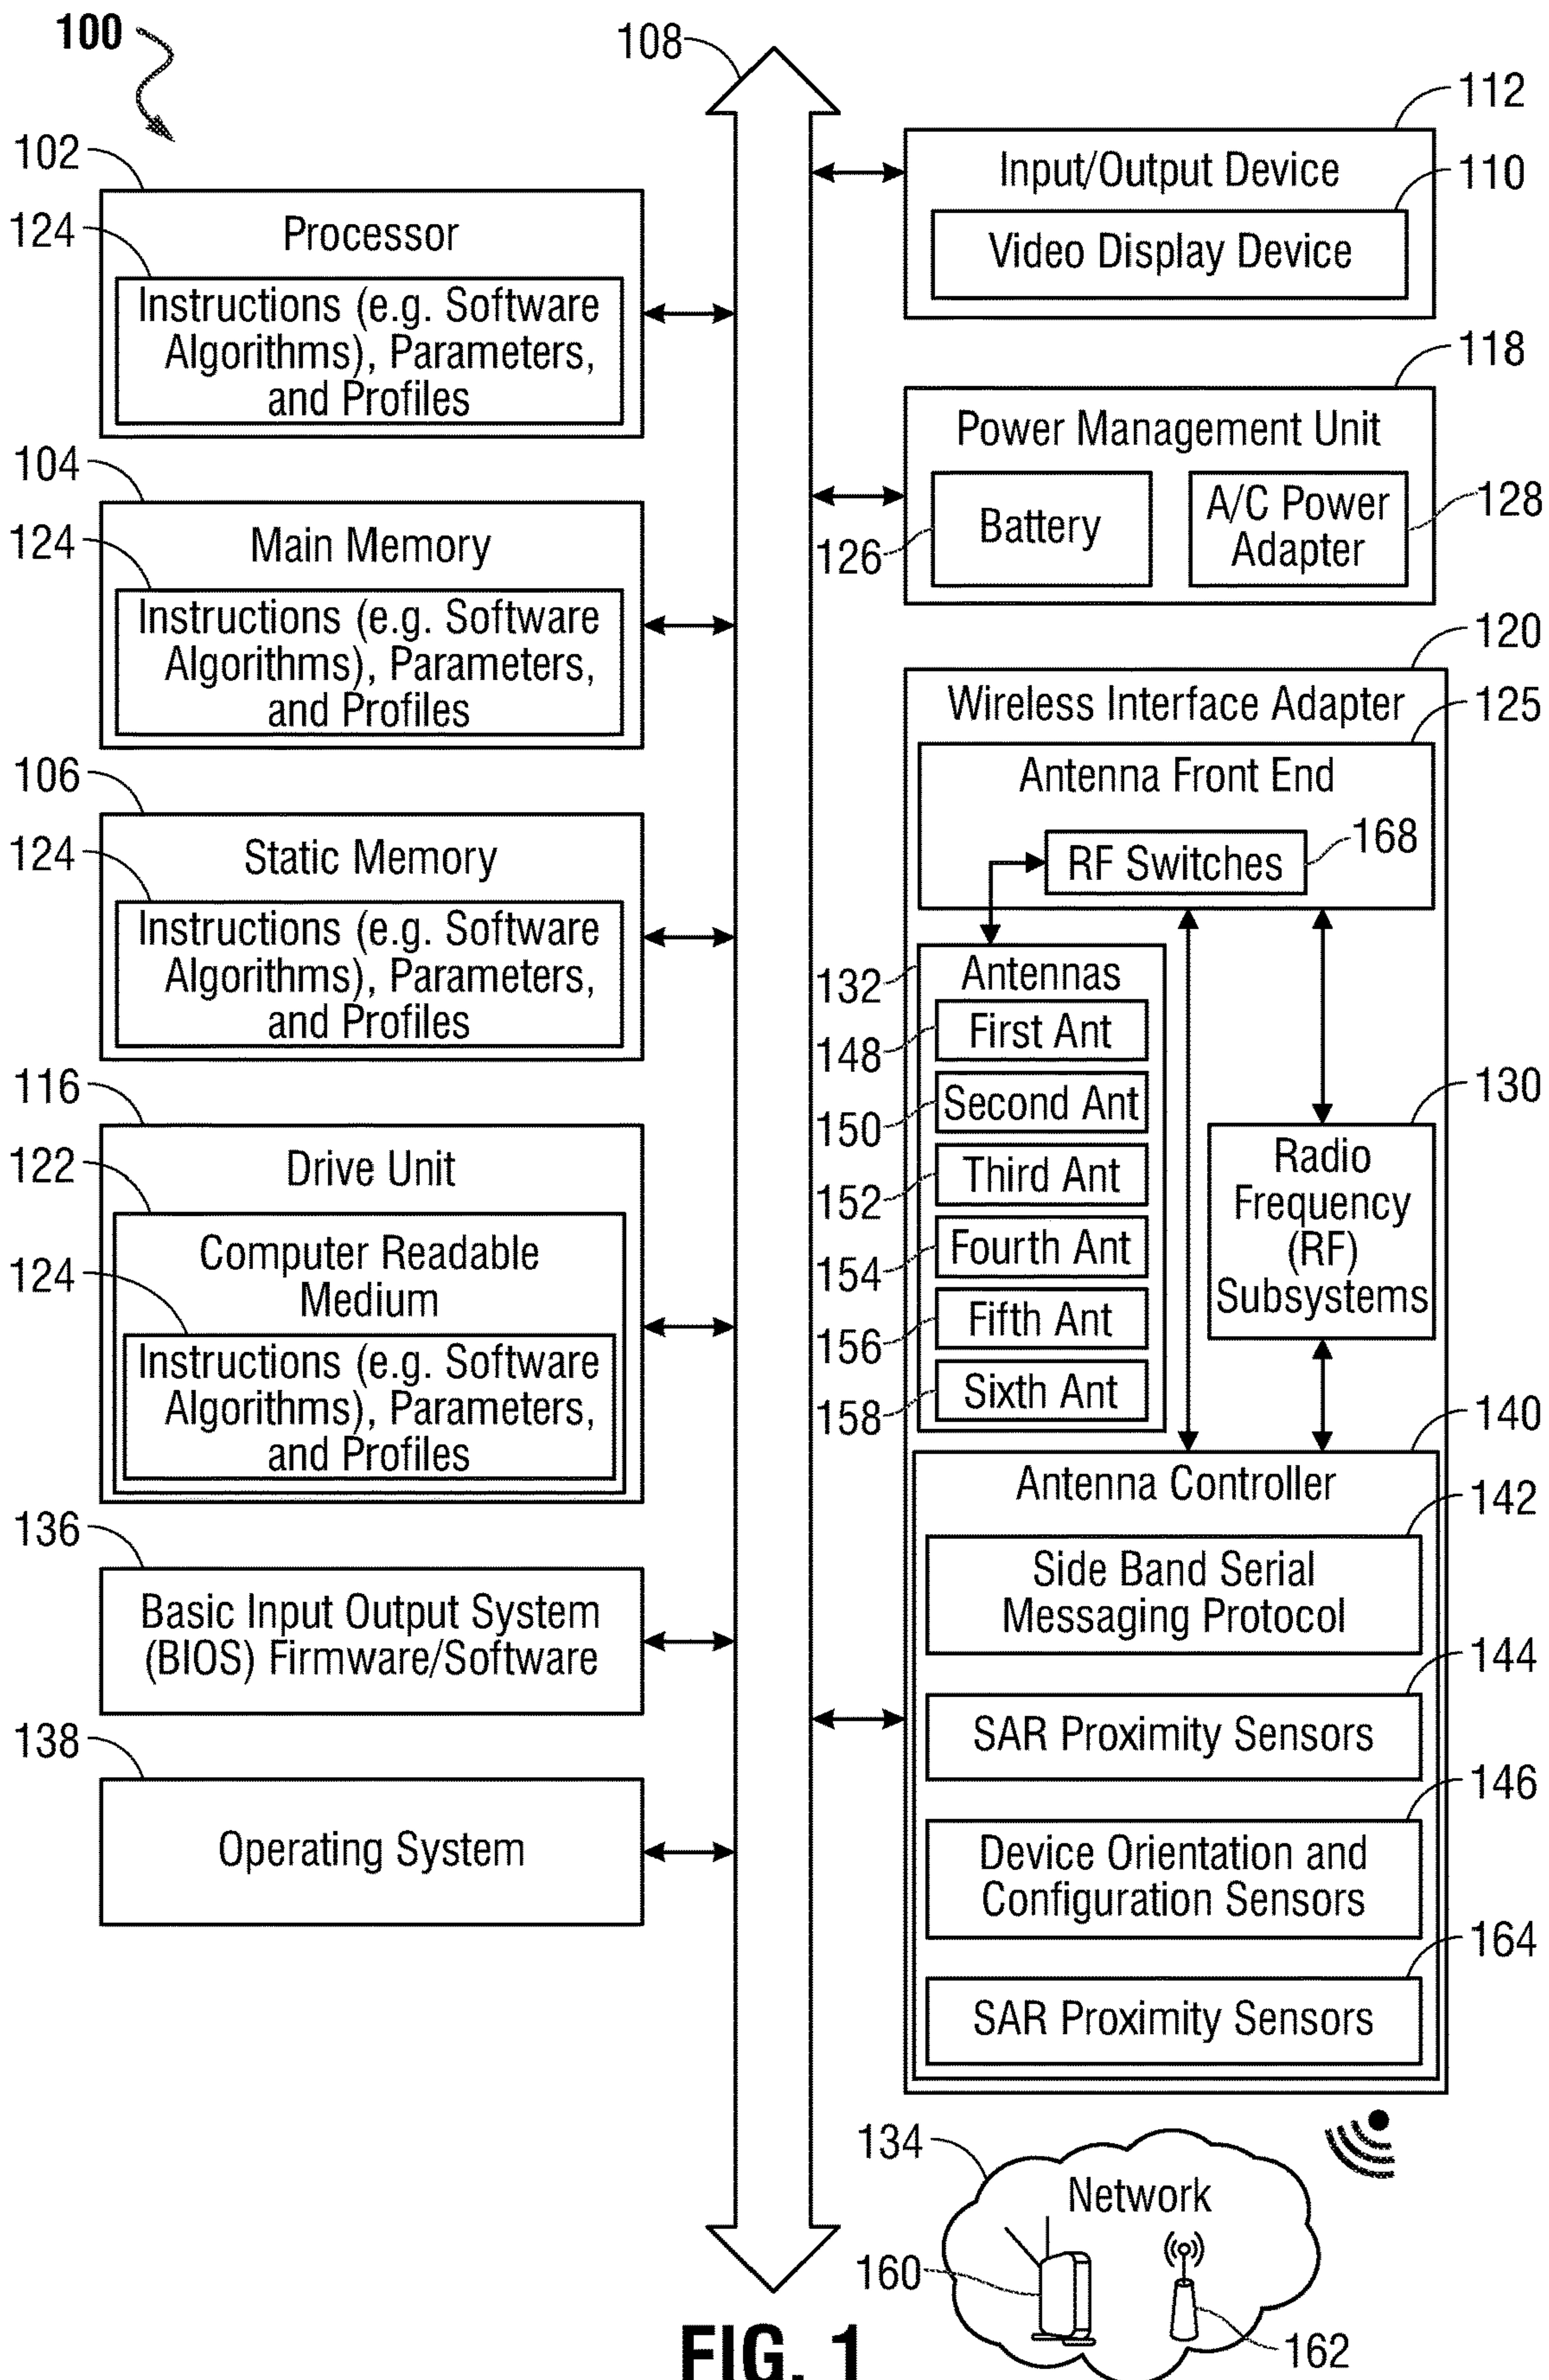 100
108
102
124
Processor
Instructions (e.g. Software
Algorithms), Parameters,
and Profiles
104
124
Main Memory
Instructions (e.g. Software
Algorithms), Parameters,
and Profiles
106
124
Static Memory
Instructions (e.g. Software
Algorithms), Parameters,
and Profiles
116
122
Drive Unit
Computer Readable
Medium
124
Instructions (e.g. Software
Algorithms), Parameters,
and Profiles
136
Basic Input Output System
(BIOS) Firmware/Software
138
Operating System
112
Input/Output Device
110
Video Display Device
118
Power Management Unit
126
Battery
A/C Power
Adapter
128
120
Wireless Interface Adapter
125
Antenna Front End
RF Switches
168
132
Antennas
148
First Ant
150
Second Ant
152
Third Ant
154
Fourth Ant
156
Fifth Ant
158
Sixth Ant
130
Radio
Frequency
(RF)
Subsystems
140
Antenna Controller
142
Side Band Serial
Messaging Protocol
144
SAR Proximity Sensors
146
Device Orientation and
Configuration Sensors
164
SAR Proximity Sensors
134
Network
160
162
FIG. 1